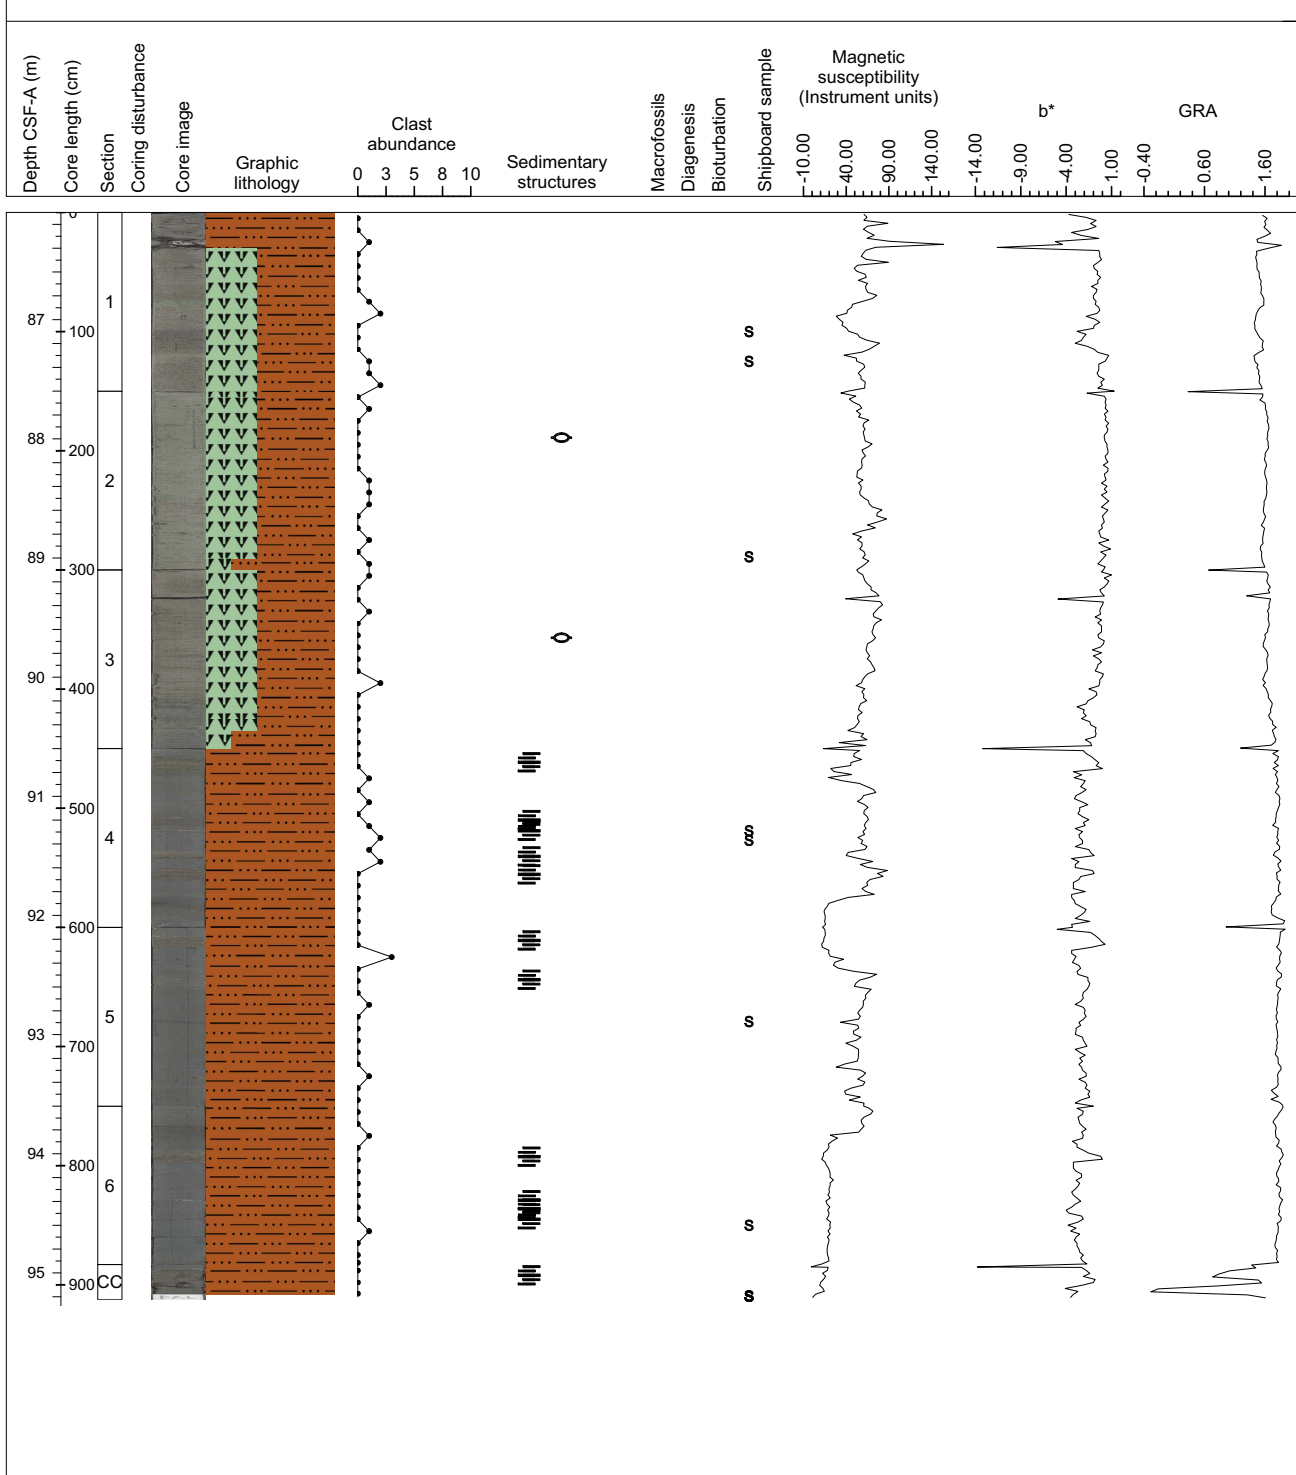 Depth CSF-A (m)
Core length (cm)
Section
Coring disturbance
Core image
Graphic
lithology
Clast
abundance
0 3 5 8 10
Sedimentary
structures
Macrofossils
Diagenesis
Bioturbation
Shipboard sample
Magnetic
susceptibility
(Instrument units)
-10.00 40.00 90.00 140.00
b*
-14.00 -9.00 -4.00 1.00
GRA
-0.40 0.60 1.60
0
1
87
100
S
S
88
200
2
89
300
S
3
90
400
91
500
4
S
S
92
600
5
93
700
S
94
800
6
S
95
900
CC
S